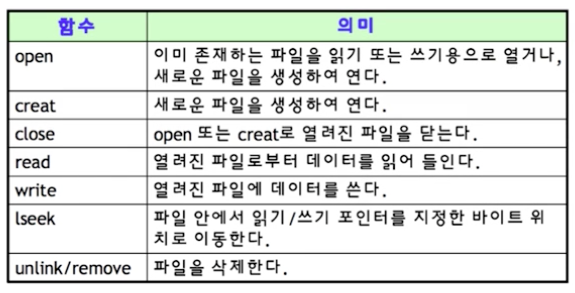 함수 의미
open 이미 존재하는 파일을 읽기 또는 쓰기용으로 열거나,
새로운 파일을 생성하여 연다.
creat 새로운 파일을 생성하여 연다.
close open 또는 creat로 열려진 파일을 닫는다.
read 열려진 파일로부터 데이터를 읽어 들인다.
write 열려진 파일에 데이터를 쓴다.
lseek 파일 안에서 읽기/쓰기 포인터를 지정한 바이트 위
치로 이동한다.
unlink/remove 파일을 삭제한다.